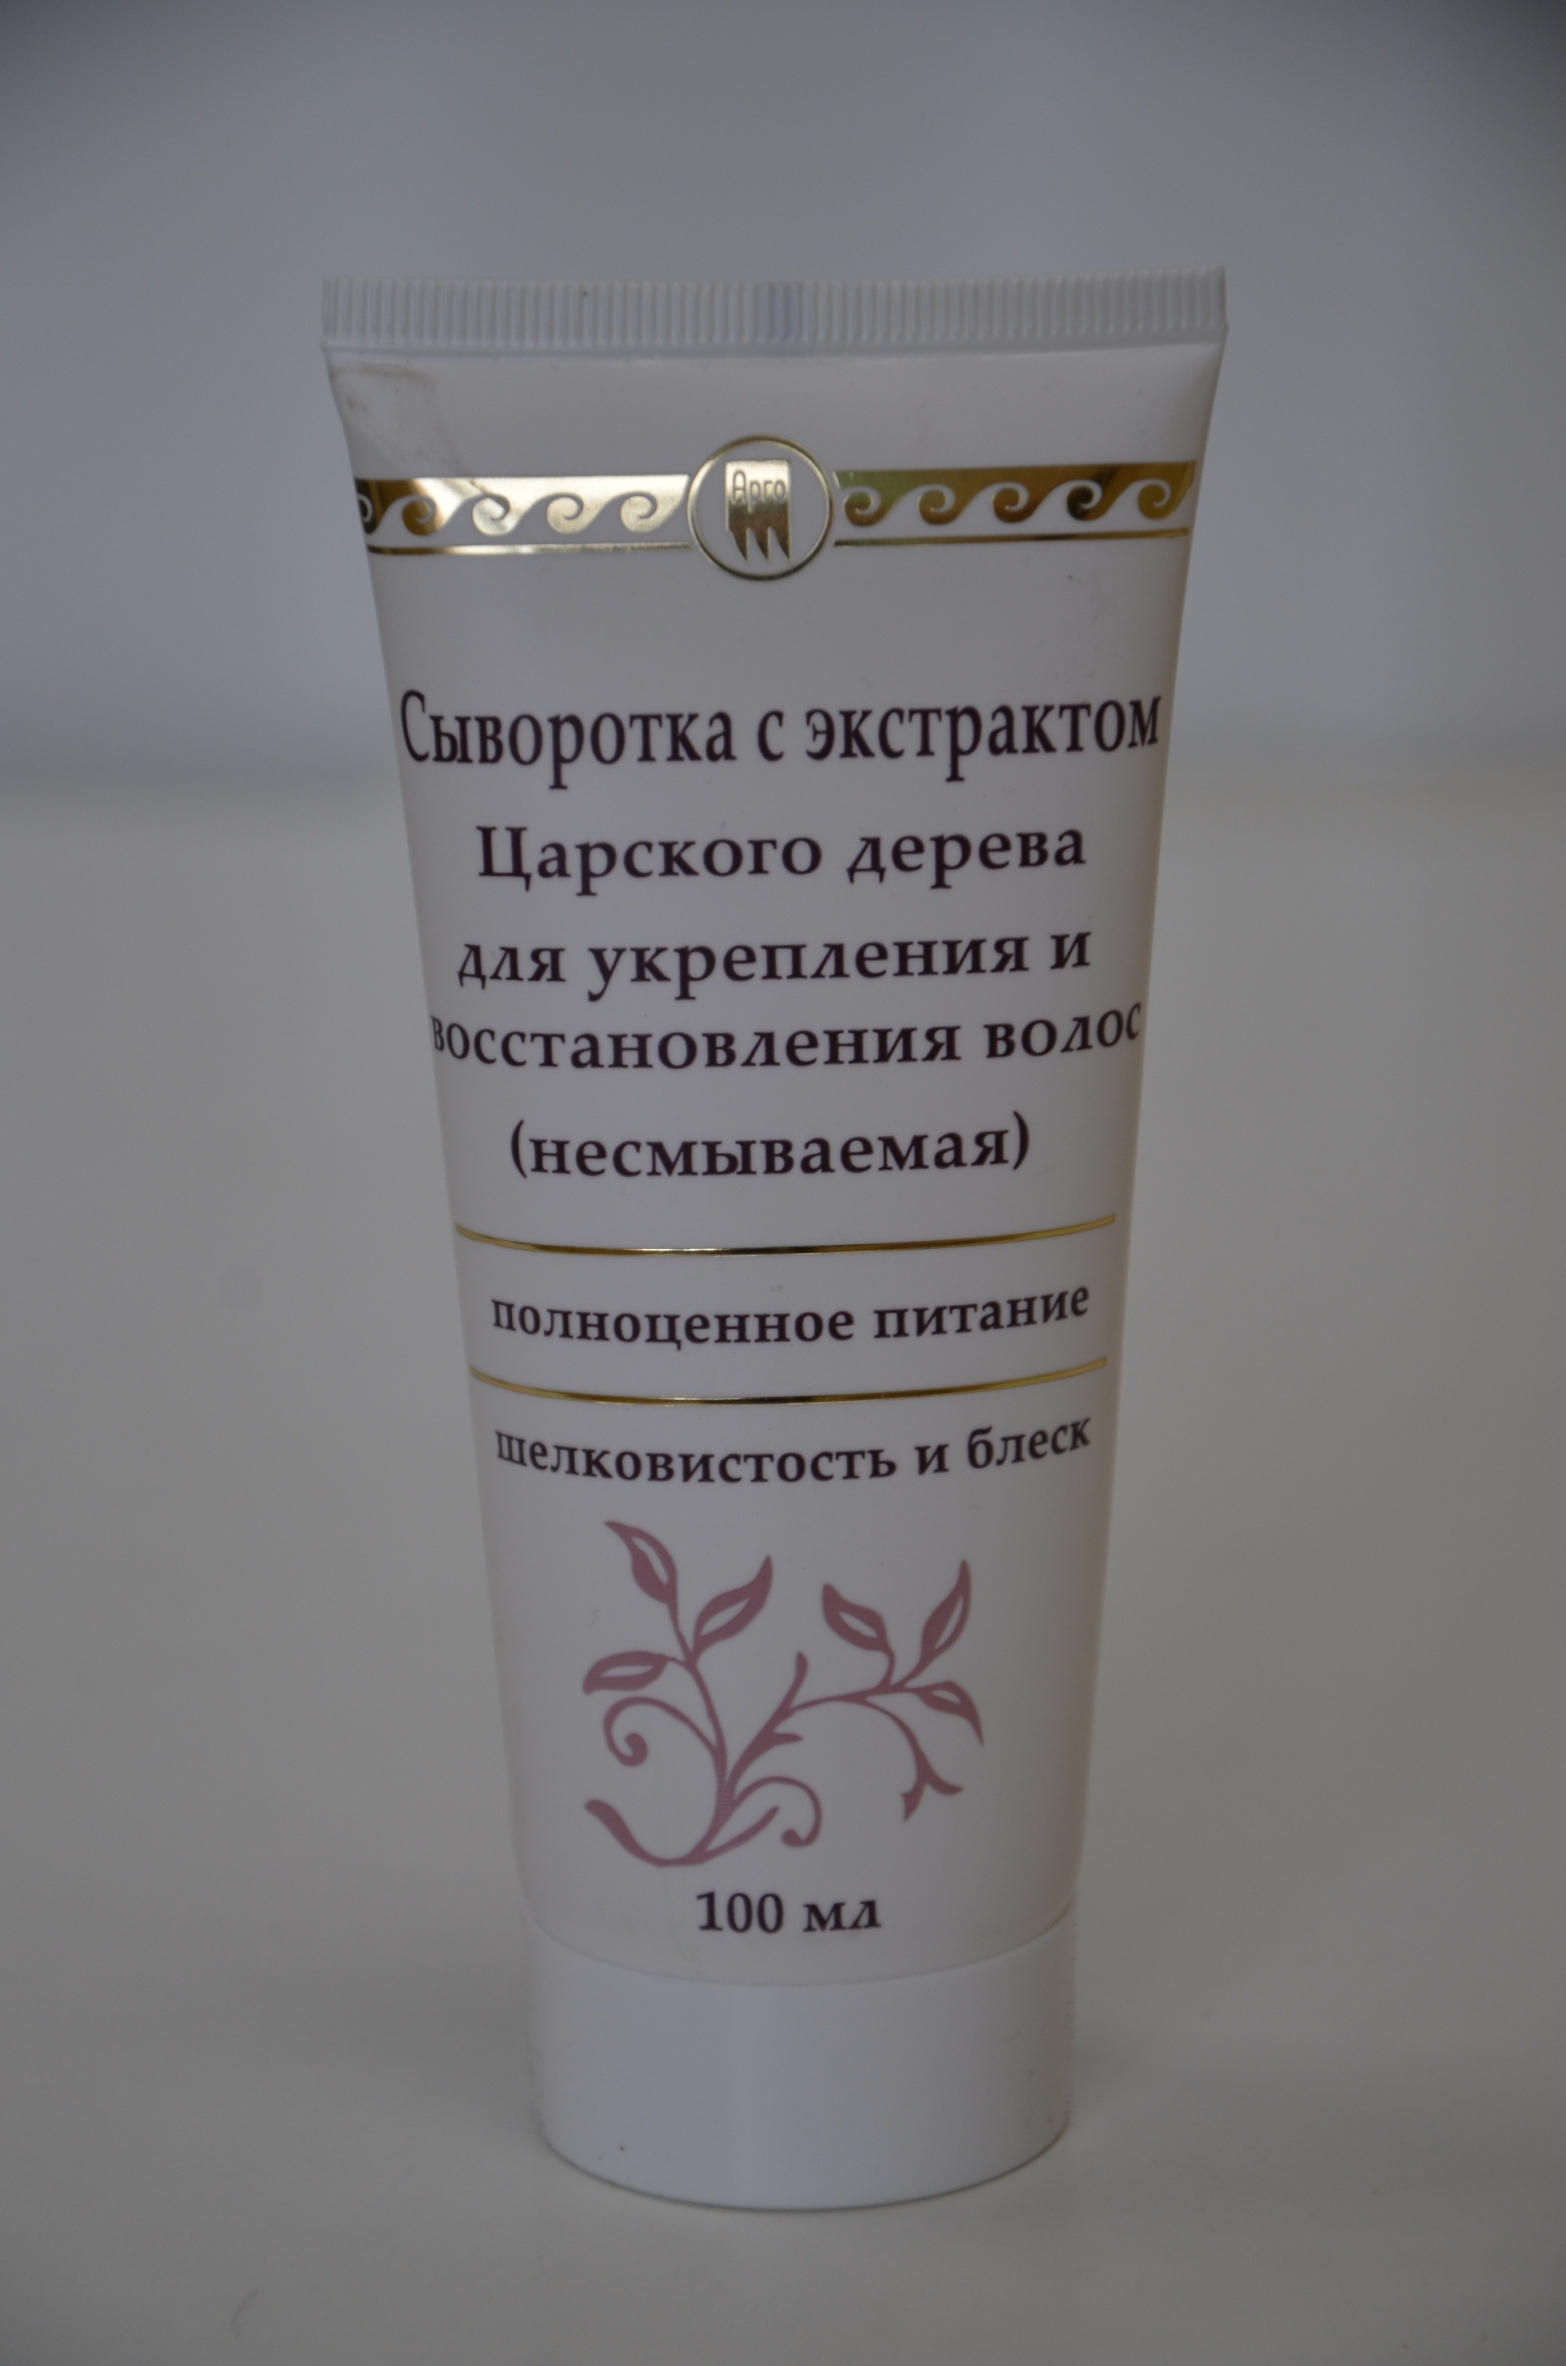 Арго
Сыворотка с экстрактом
Царского дерева
для укрепления и
восстановления волос
(несмываемая)
полноценное питание
шелковистость и блеск
100 мл